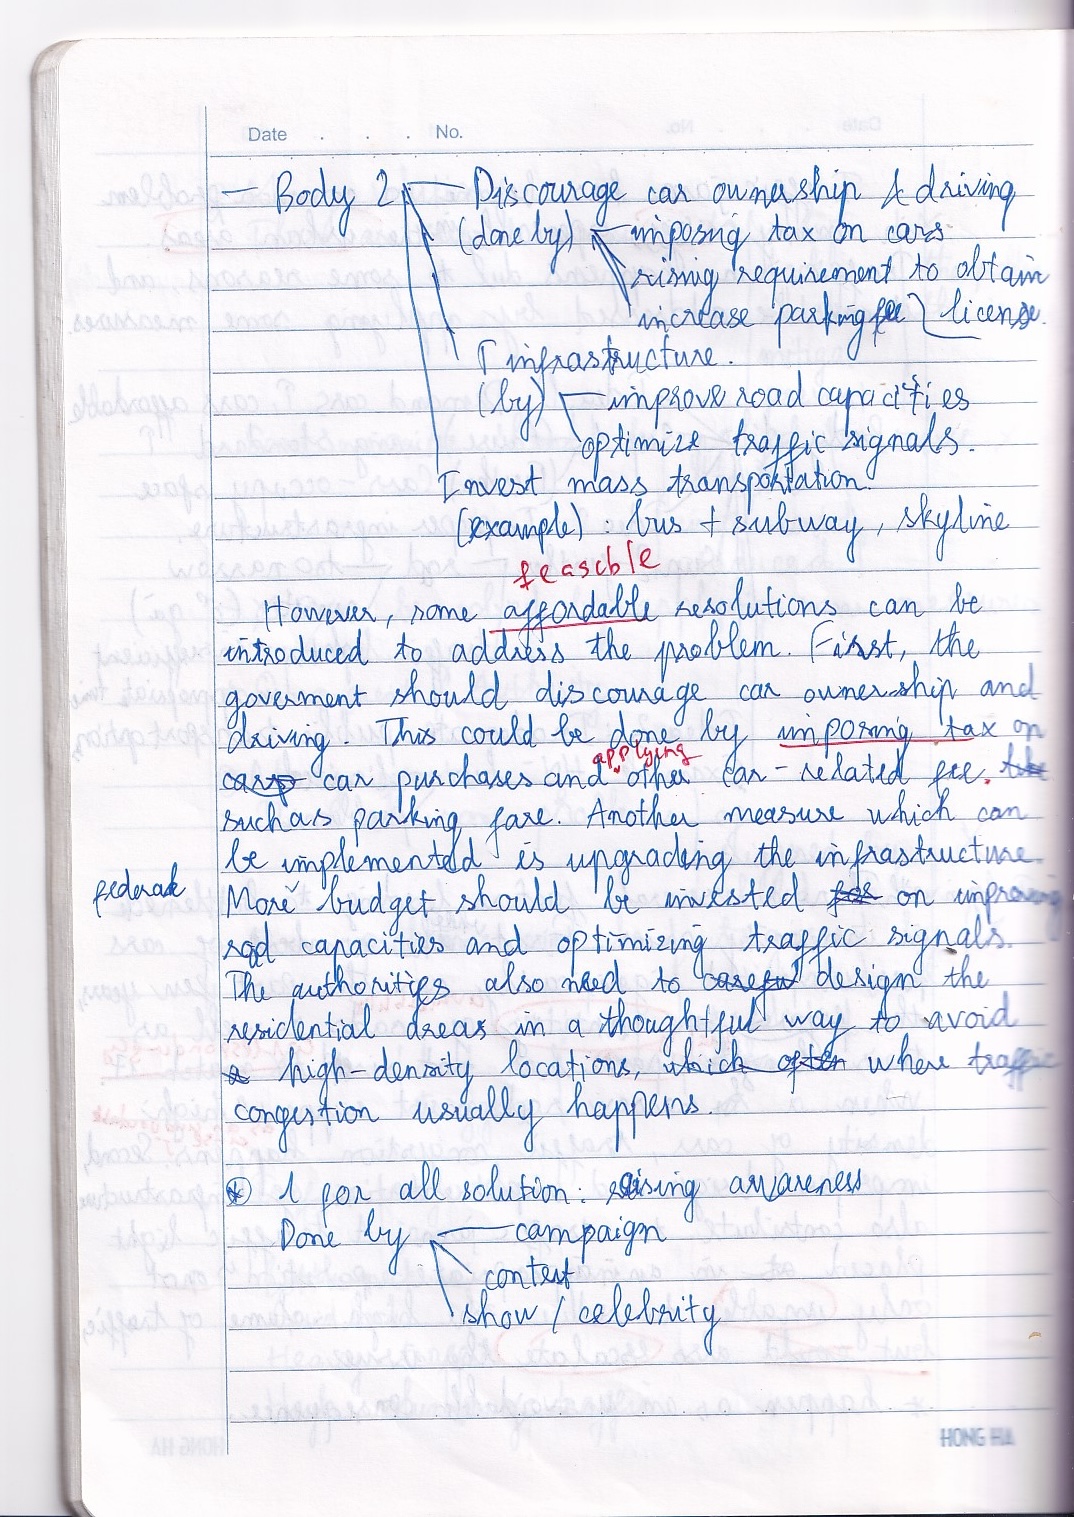 Date . . . No.
— Body 2 — Discourage car ownership & driving
(done by) — imposing tax on cars
rising requirement to obtain
increase parking fee } license.
↑ infrastructure.
(by) — improve road capacities
optimize traffic signals.
Invest mass transportation.
(example) : bus + subway, skyline
feasible
However, some affordable resolutions can be
introduced to address the problem. First, the
goverment should discourage car ownership and
driving. This could be done by imposing tax on
applying
car purchases and other car-related fee.
such as parking fare. Another measure which can
be implemented is upgrading the infrastructure.
federak
More budget should be invested for on improving
road capacities and optimizing traffic signals.
The authorities also need to careful design the
residential areas in a thoughtful way to avoid
a high-density locations, which often where traffic
congestion usually happens.
* 1 for all solution: raising awareness
Done by — campaign
contest
show / celebrity
HONG HA